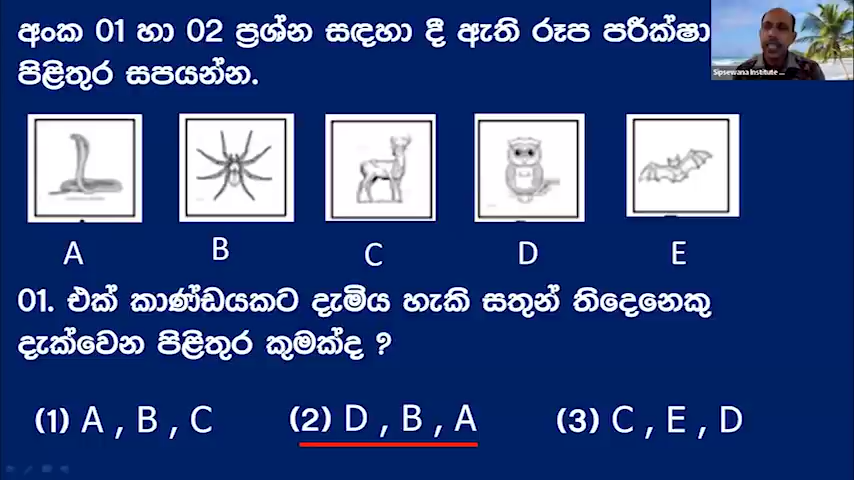 අංක 01 හා 02 ප්‍රශ්න සඳහා දී ඇති රූප පරීක්ෂා
පිළිතුර සපයන්න.
Sipsewana Institute ...
A B C D E
01. එක් කාණ්ඩයකට දැමිය හැකි සතුන් තිදෙනෙකු
දැක්වෙන පිළිතුර කුමක්ද ?
(1) A , B , C (2) D , B , A (3) C , E , D